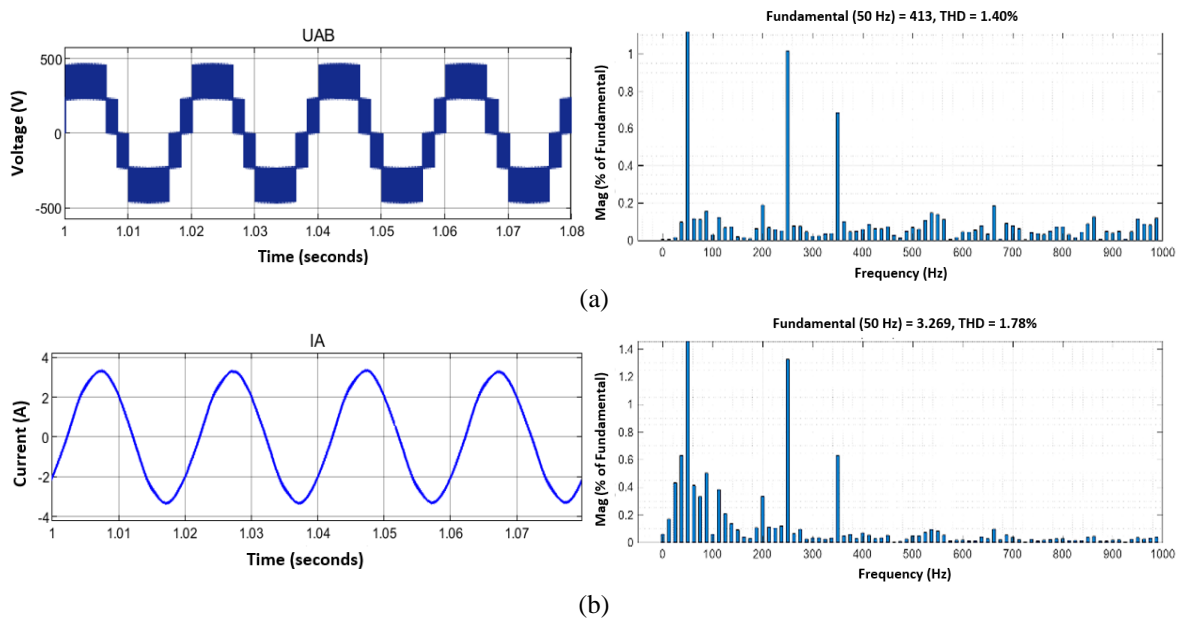 UAB
500
0
-500
Voltage (V)
1 1.01 1.02 1.03 1.04 1.05 1.06 1.07 1.08
Time (seconds)
Fundamental (50 Hz) = 413, THD = 1.40%
1
0.8
0.6
0.4
0.2
0
Mag (% of Fundamental)
0 100 200 300 400 500 600 700 800 900 1000
Frequency (Hz)
(a)
IA
4
2
0
-2
-4
Current (A)
1 1.01 1.02 1.03 1.04 1.05 1.06 1.07
Time (seconds)
Fundamental (50 Hz) = 3.269, THD = 1.78%
1.4
1.2
1
0.8
0.6
0.4
0.2
0
Mag (% of Fundamental)
0 100 200 300 400 500 600 700 800 900 1000
Frequency (Hz)
(b)